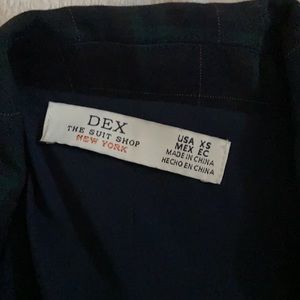 DEX
THE SUIT SHOP
NEW YORK
USA XS
MEX EC
MADE IN CHINA
HECHO EN CHINA